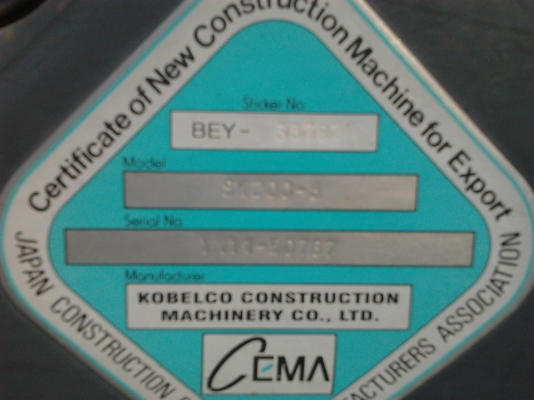 Certificate of New Construction Machine for Export
Sticker No.
BEY-
Model
Serial No.
Manufacturer
KOBELCO CONSTRUCTION
MACHINERY CO., LTD.
CEMA
JAPAN CONSTRUCTION
ASSOCIATION